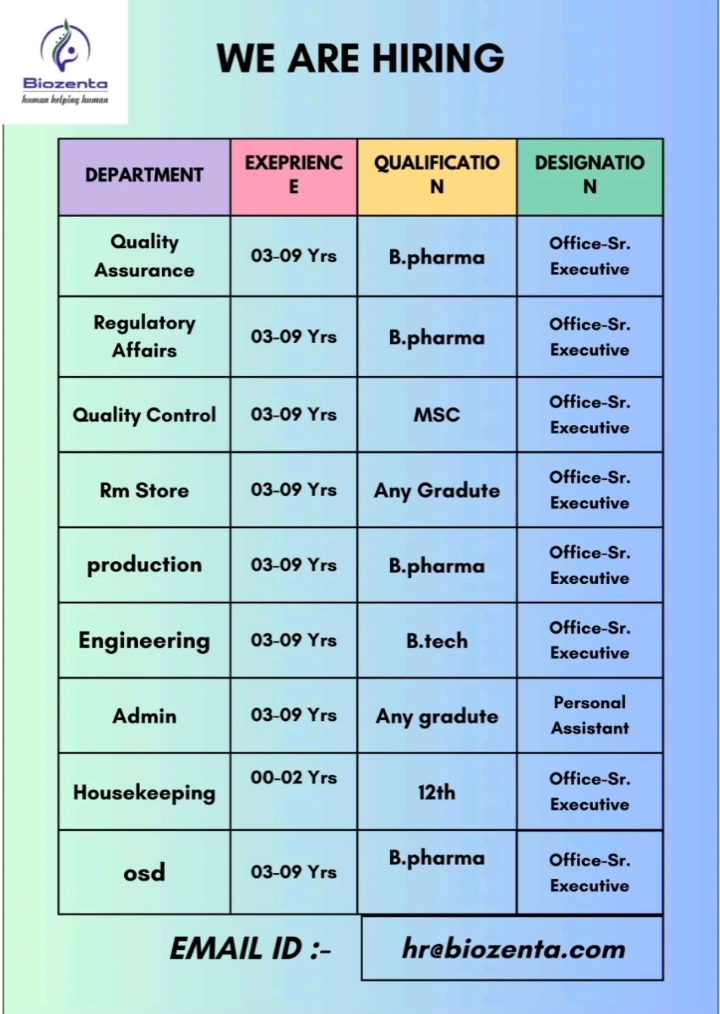 Biozenta
human helping human
WE ARE HIRING
DEPARTMENT
EXEPRIENC
E
QUALIFICATIO
N
DESIGNATIO
N
Quality
Assurance
03-09 Yrs
B.pharma
Office-Sr.
Executive
Regulatory
Affairs
03-09 Yrs
B.pharma
Office-Sr.
Executive
Quality Control
03-09 Yrs
MSC
Office-Sr.
Executive
Rm Store
03-09 Yrs
Any Gradute
Office-Sr.
Executive
production
03-09 Yrs
B.pharma
Office-Sr.
Executive
Engineering
03-09 Yrs
B.tech
Office-Sr.
Executive
Admin
03-09 Yrs
Any gradute
Personal
Assistant
Housekeeping
00-02 Yrs
12th
Office-Sr.
Executive
osd
03-09 Yrs
B.pharma
Office-Sr.
Executive
EMAIL ID :- hr@biozenta.com